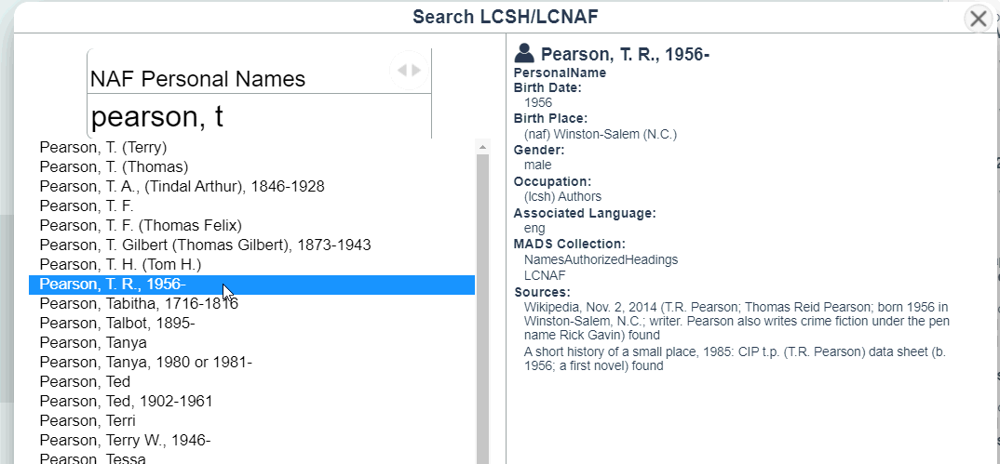 Search LCSH/LCNAF
NAF Personal Names
pearson, t
Pearson, T. (Terry)
Pearson, T. (Thomas)
Pearson, T. A., (Tindal Arthur), 1846-1928
Pearson, T. F.
Pearson, T. F. (Thomas Felix)
Pearson, T. Gilbert (Thomas Gilbert), 1873-1943
Pearson, T. H. (Tom H.)
Pearson, T. R., 1956-
Pearson, Tabitha, 1716-1816
Pearson, Talbot, 1895-
Pearson, Tanya
Pearson, Tanya, 1980 or 1981-
Pearson, Ted
Pearson, Ted, 1902-1961
Pearson, Terri
Pearson, Terry W., 1946-
Pearson, Tessa
Pearson, T. R., 1956-
PersonalName
Birth Date:
1956
Birth Place:
(naf) Winston-Salem (N.C.)
Gender:
male
Occupation:
(lcsh) Authors
Associated Language:
eng
MADS Collection:
NamesAuthorizedHeadings
LCNAF
Sources:
Wikipedia, Nov. 2, 2014 (T.R. Pearson; Thomas Reid Pearson; born 1956 in
Winston-Salem, N.C.; writer. Pearson also writes crime fiction under the pen
name Rick Gavin) found
A short history of a small place, 1985: CIP t.p. (T.R. Pearson) data sheet (b.
1956; a first novel) found